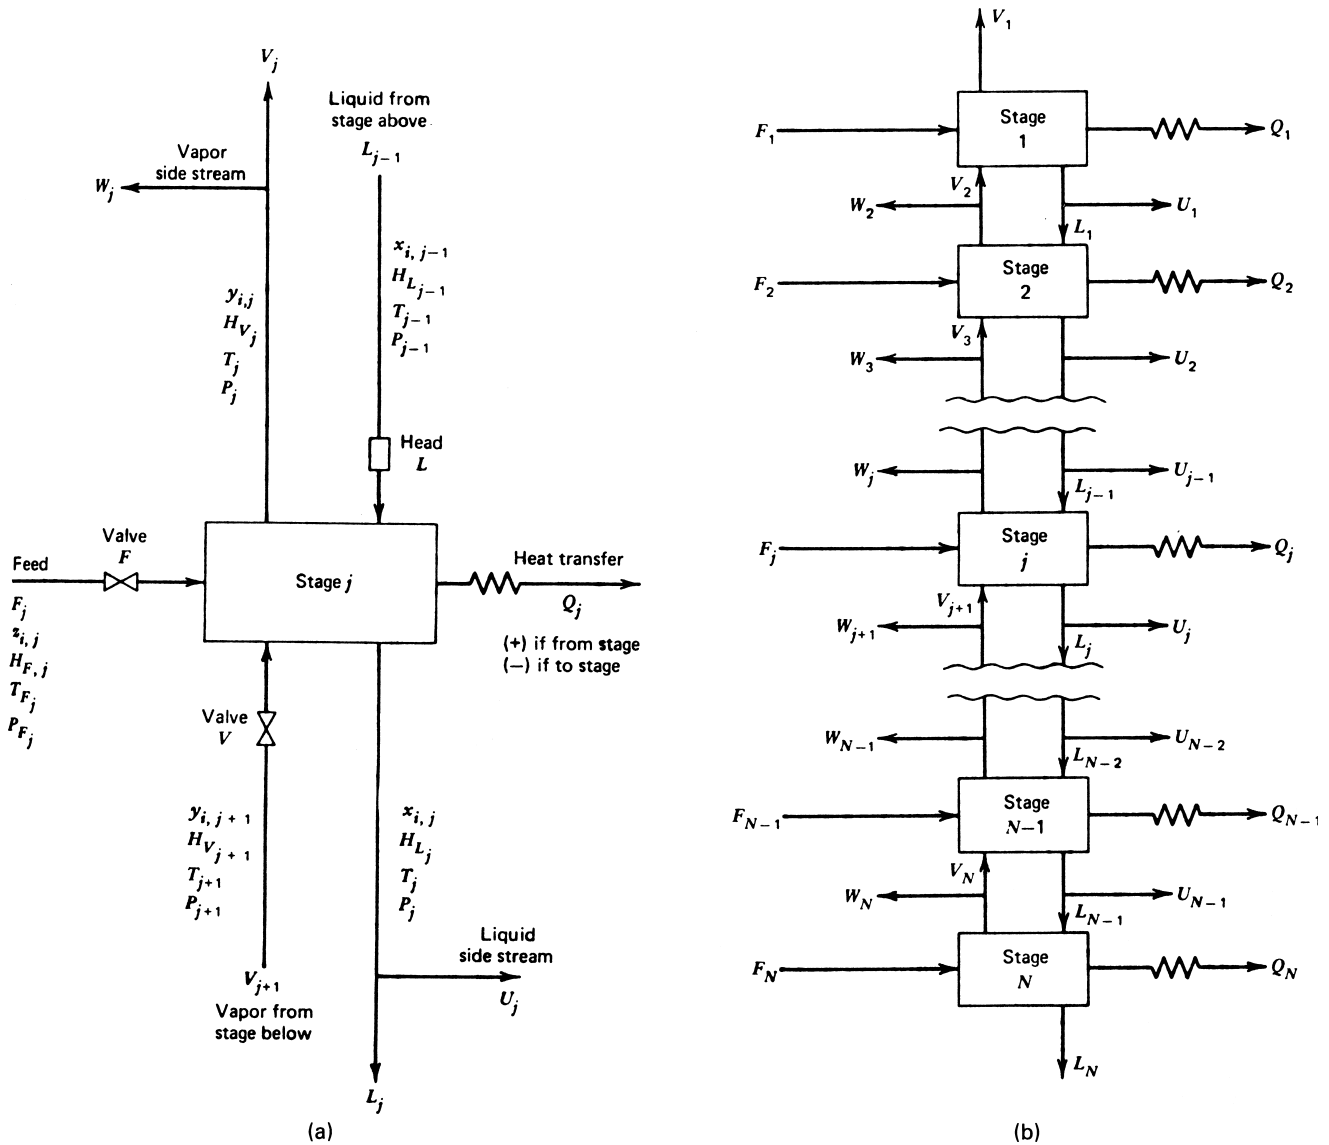 V_j
Liquid from
stage above
L_{j-1}
Vapor
side stream
W_j
x_{i, j-1}
H_{L_{j-1}}
T_{j-1}
P_{j-1}
y_{i,j}
H_{V_j}
T_j
P_j
Head
L
Valve
F
Feed
F_j
z_{i, j}
H_{F, j}
T_{F_j}
P_{F_j}
Stage j
Heat transfer
Q_j
(+) if from stage
(−) if to stage
Valve
V
y_{i, j + 1}
H_{V_{j + 1}}
T_{j+1}
P_{j+1}
V_{j+1}
Vapor from
stage below
x_{i, j}
H_{L_j}
T_j
P_j
Liquid
side stream
U_j
L_j
(a)
V_1
F_1
Stage
1
Q_1
V_2
W_2
U_1
L_1
F_2
Stage
2
Q_2
V_3
W_3
U_2
W_j
U_{j-1}
L_{j-1}
F_j
Stage
j
Q_j
V_{j+1}
W_{j+1}
U_j
L_j
W_{N-1}
U_{N-2}
L_{N-2}
F_{N-1}
Stage
N-1
Q_{N-1}
V_N
W_N
U_{N-1}
L_{N-1}
F_N
Stage
N
Q_N
L_N
(b)